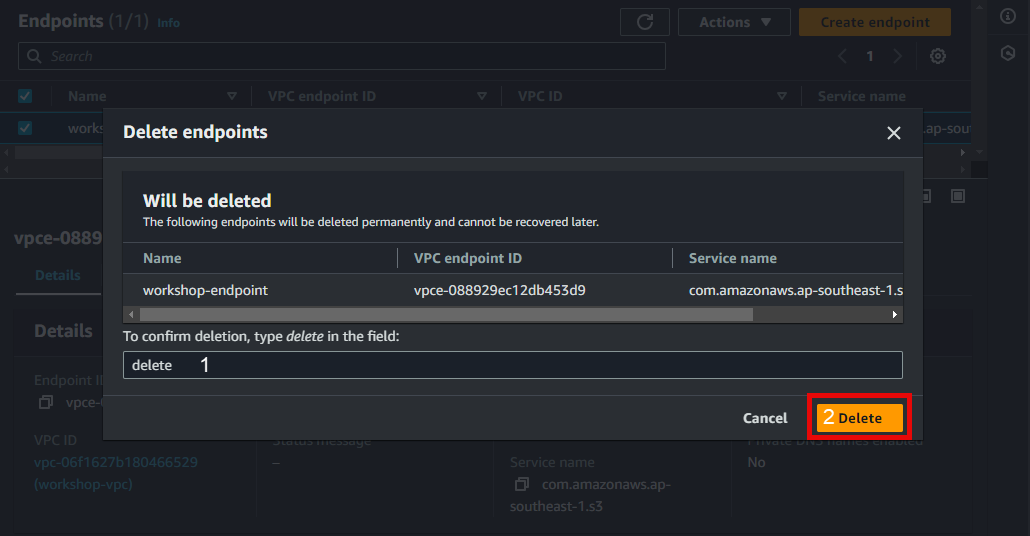 Endpoints (1/1) Info
Actions
Create endpoint
Search
1
Name
VPC endpoint ID
VPC ID
Service name
Delete endpoints
Will be deleted
The following endpoints will be deleted permanently and cannot be recovered later.
Name
VPC endpoint ID
Service name
workshop-endpoint
vpce-088929ec12db453d9
com.amazonaws.ap-southeast-1.s
To confirm deletion, type delete in the field:
delete 1
Cancel
2 Delete
vpce-0889
Details
Details
Endpoint ID
VPC ID
vpc-06f1627b180466529
(workshop-vpc)
Status message
–
Service name
com.amazonaws.ap-
southeast-1.s3
Private DNS names enabled
No